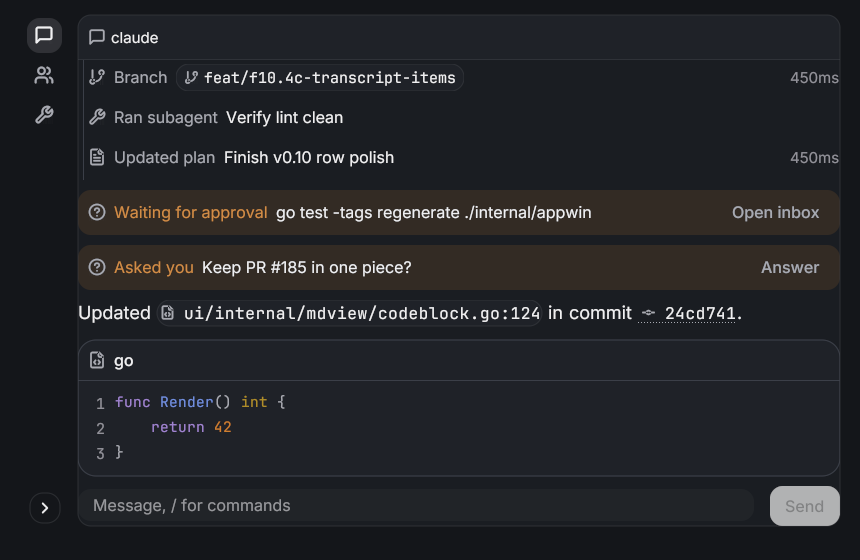 claude
Branch feat/f10.4c-transcript-items 450ms
Ran subagent Verify lint clean
Updated plan Finish v0.10 row polish 450ms
Waiting for approval go test -tags regenerate ./internal/appwin Open inbox
Asked you Keep PR #185 in one piece? Answer
Updated ui/internal/mdview/codeblock.go:124 in commit 24cd741.
go
1 func Render() int {
2     return 42
3 }
Message, / for commands Send